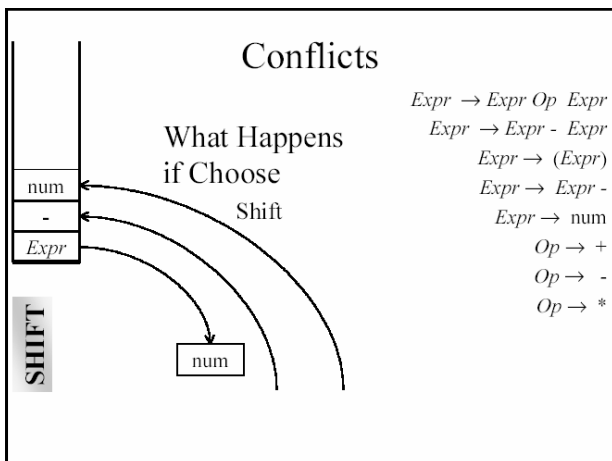 Conflicts
What Happens
if Choose
Shift
Expr → Expr Op Expr
Expr → Expr - Expr
Expr → (Expr)
Expr → Expr -
Expr → num
Op → +
Op → -
Op → *
num
-
Expr
SHIFT
num